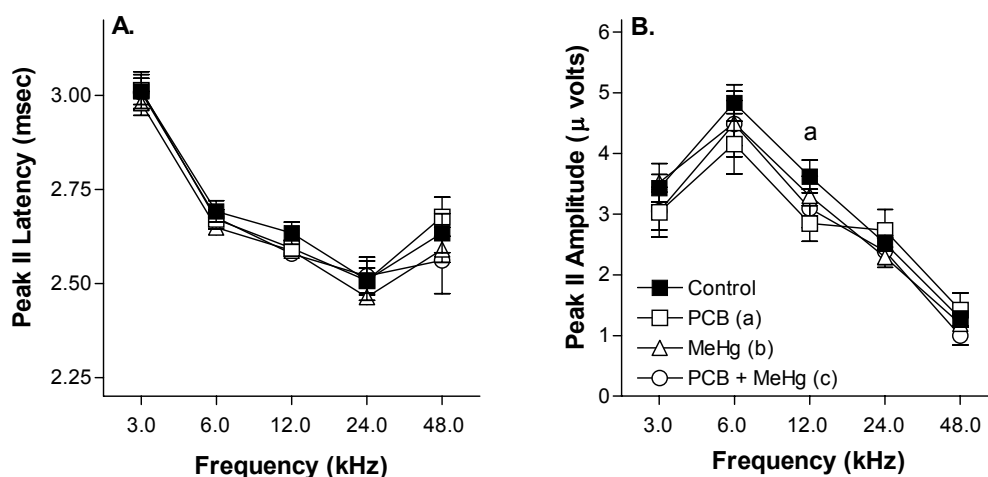 A.
Peak II Latency (msec)
3.00
2.75
2.50
2.25
3.0 6.0 12.0 24.0 48.0
Frequency (kHz)
B.
Peak II Amplitude (μ volts)
6
5
4
3
2
1
0
a
Control
PCB (a)
MeHg (b)
PCB + MeHg (c)
3.0 6.0 12.0 24.0 48.0
Frequency (kHz)